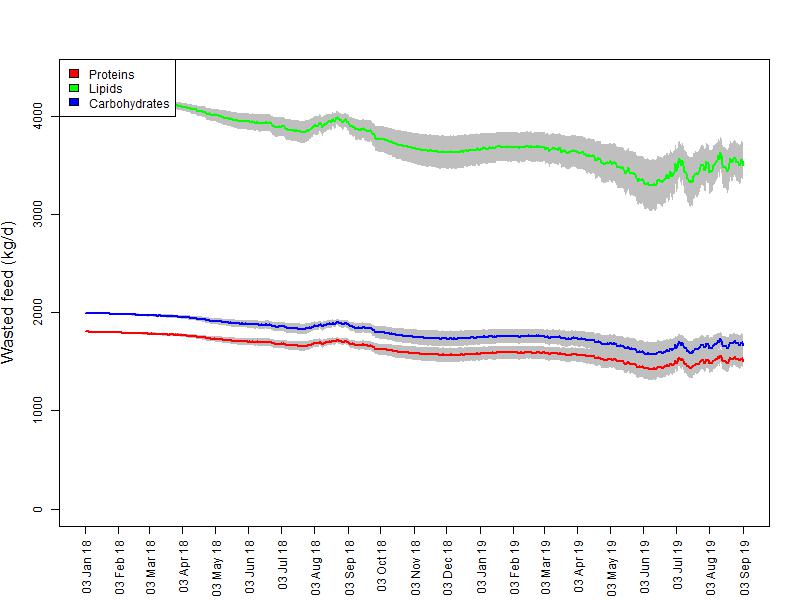 Proteins
Lipids
Carbohydrates
Wasted feed (kg/d)
4000
3000
2000
1000
0
03 Jan 18
03 Feb 18
03 Mar 18
03 Apr 18
03 May 18
03 Jun 18
03 Jul 18
03 Aug 18
03 Sep 18
03 Oct 18
03 Nov 18
03 Dec 18
03 Jan 19
03 Feb 19
03 Mar 19
03 Apr 19
03 May 19
03 Jun 19
03 Jul 19
03 Aug 19
03 Sep 19